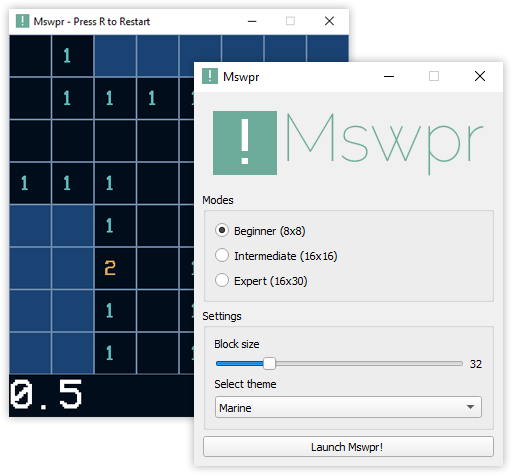 ! Mswpr - Press R to Restart
1
1 1 1
1 1 1
1
2
1
1
0.5
! Mswpr
! Mswpr
Modes
Beginner (8x8)
Intermediate (16x16)
Expert (16x30)
Settings
Block size
32
Select theme
Marine
Launch Mswpr!